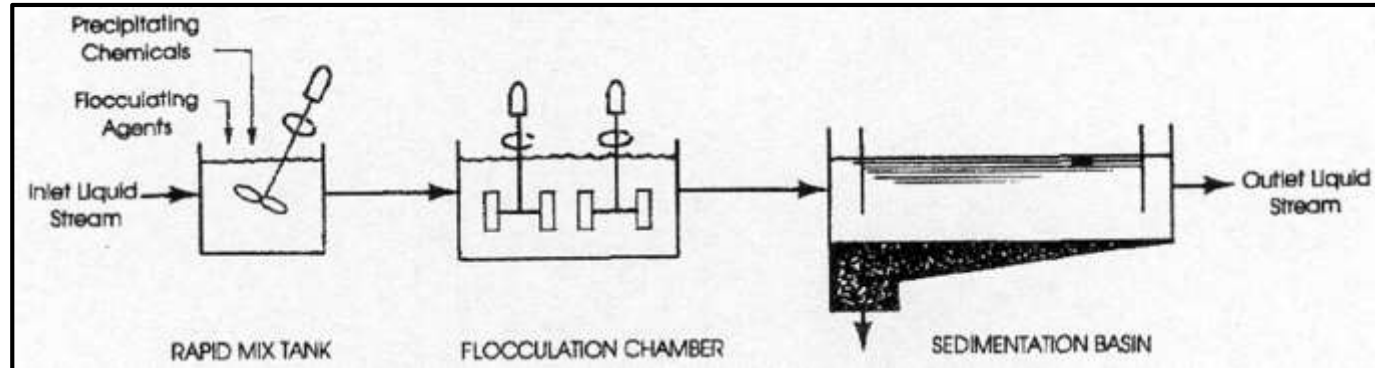 Precipitating
Chemicals
Flocculating
Agents
Inlet Liquid
Stream
Outlet Liquid
Stream
RAPID MIX TANK
FLOCCULATION CHAMBER
SEDIMENTATION BASIN